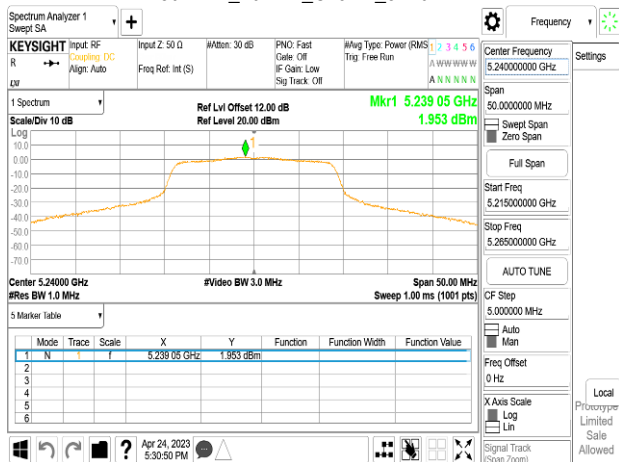 Spectrum Analyzer 1
Swept SA
+
Frequency
KEYSIGHT
R
Input: RF
Coupling: DC
Align: Auto
Input Z: 50 Ω
Freq Ref: Int (S)
#Atten: 30 dB
PNO: Fast
Gate: Off
IF Gain: Low
Sig Track: Off
#Avg Type: Power (RMS
Trig: Free Run
1 2 3 4 5 6
A W W W W W
A N N N N N
LXI
1 Spectrum
Scale/Div 10 dB
Ref Lvl Offset 12.00 dB
Ref Level 20.00 dBm
Mkr1 5.239 05 GHz
1.953 dBm
Log
10.0
0.00
-10.0
-20.0
-30.0
-40.0
-50.0
-60.0
-70.0
1
Center 5.24000 GHz
#Res BW 1.0 MHz
#Video BW 3.0 MHz
Span 50.00 MHz
Sweep 1.00 ms (1001 pts)
5 Marker Table
Mode Trace Scale X Y Function Function Width Function Value
1 N 1 f 5.239 05 GHz 1.953 dBm
2
3
4
5
6
?
Apr 24, 2023
5:30:50 PM
Center Frequency
5.240000000 GHz
Span
50.0000000 MHz
Swept Span
Zero Span
Full Span
Start Freq
5.215000000 GHz
Stop Freq
5.265000000 GHz
AUTO TUNE
CF Step
5.000000 MHz
Auto
Man
Freq Offset
0 Hz
X Axis Scale
Log
Lin
Signal Track
(Span Zoom)
Settings
Local
Prototype
Limited
Sale
Allowed